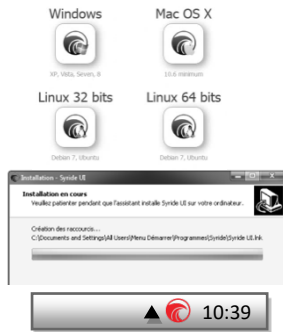 Windows
Mac OS X
XP, Vista, Seven, 8
10.6 minimum
Linux 32 bits
Linux 64 bits
Debian 7, Ubuntu
Debian 7, Ubuntu
Installation - Syride UI
Installation en cours
Veuillez patienter pendant que l'assistant installe Syride UI sur votre ordinateur.
Création des raccourcis...
C:\Documents and Settings\All Users\Menu Démarrer\Programmes\Syride\Syride UI.lnk
10:39